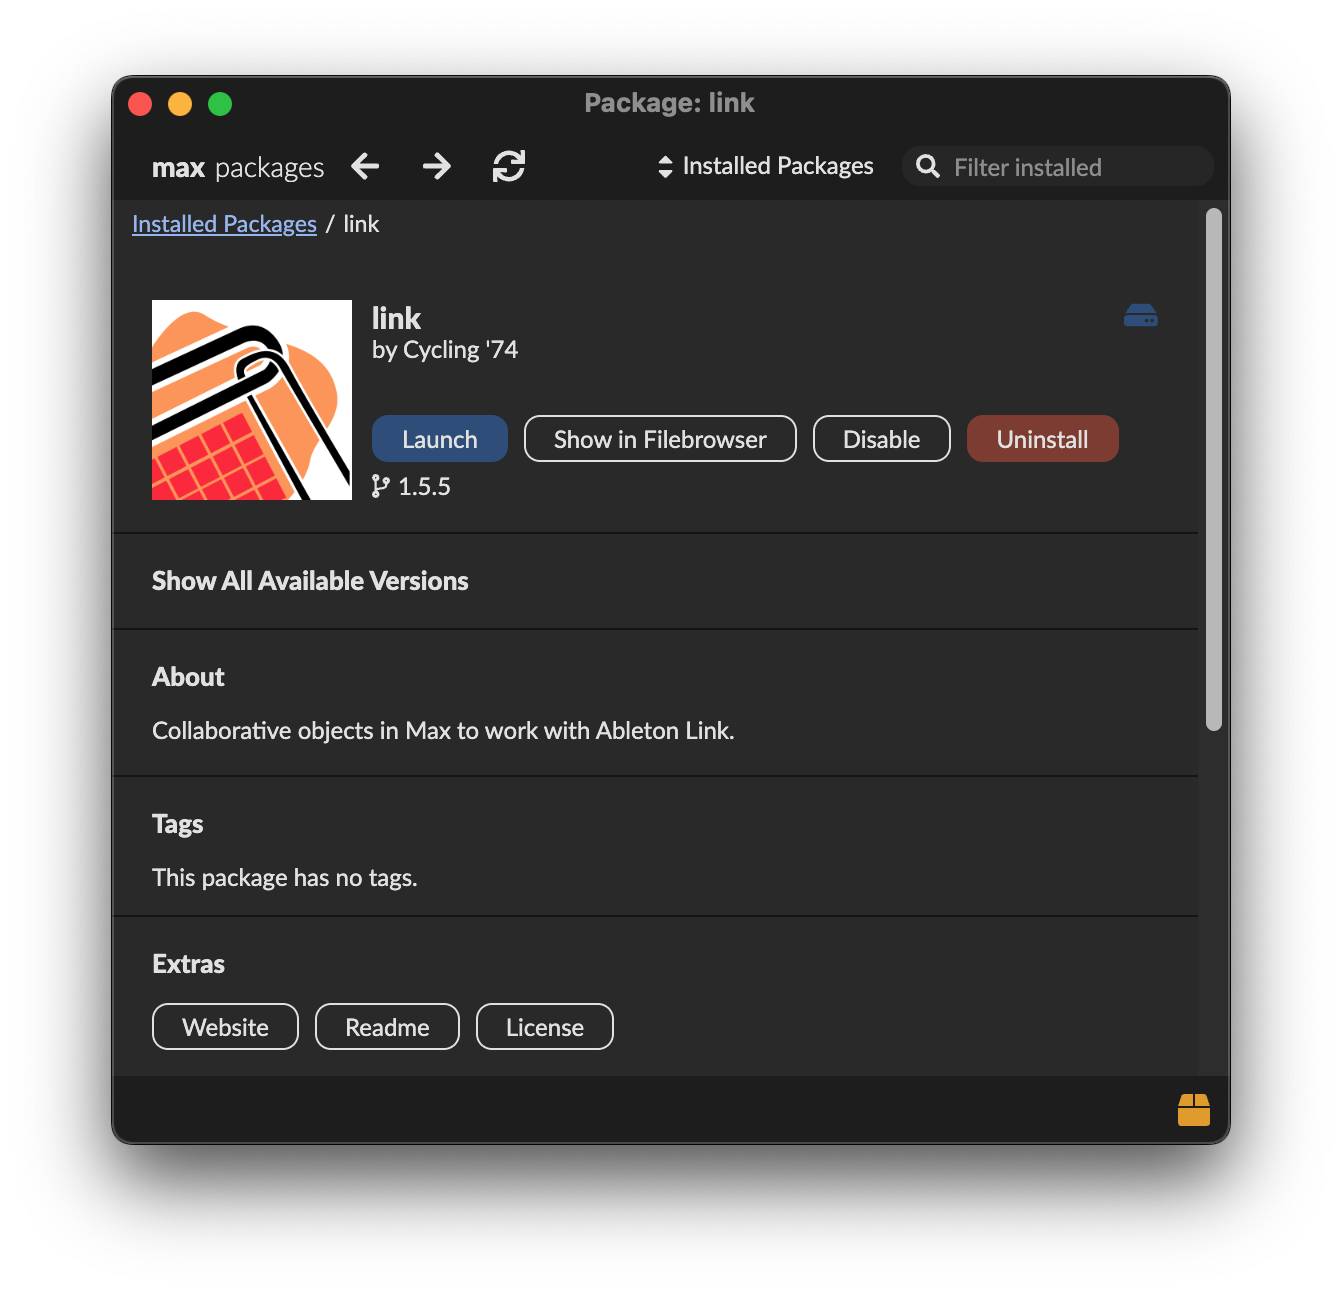 Package: link
max packages
Installed Packages
Filter installed
Installed Packages / link
link
by Cycling '74
Launch
Show in Filebrowser
Disable
Uninstall
1.5.5
Show All Available Versions
About
Collaborative objects in Max to work with Ableton Link.
Tags
This package has no tags.
Extras
Website
Readme
License